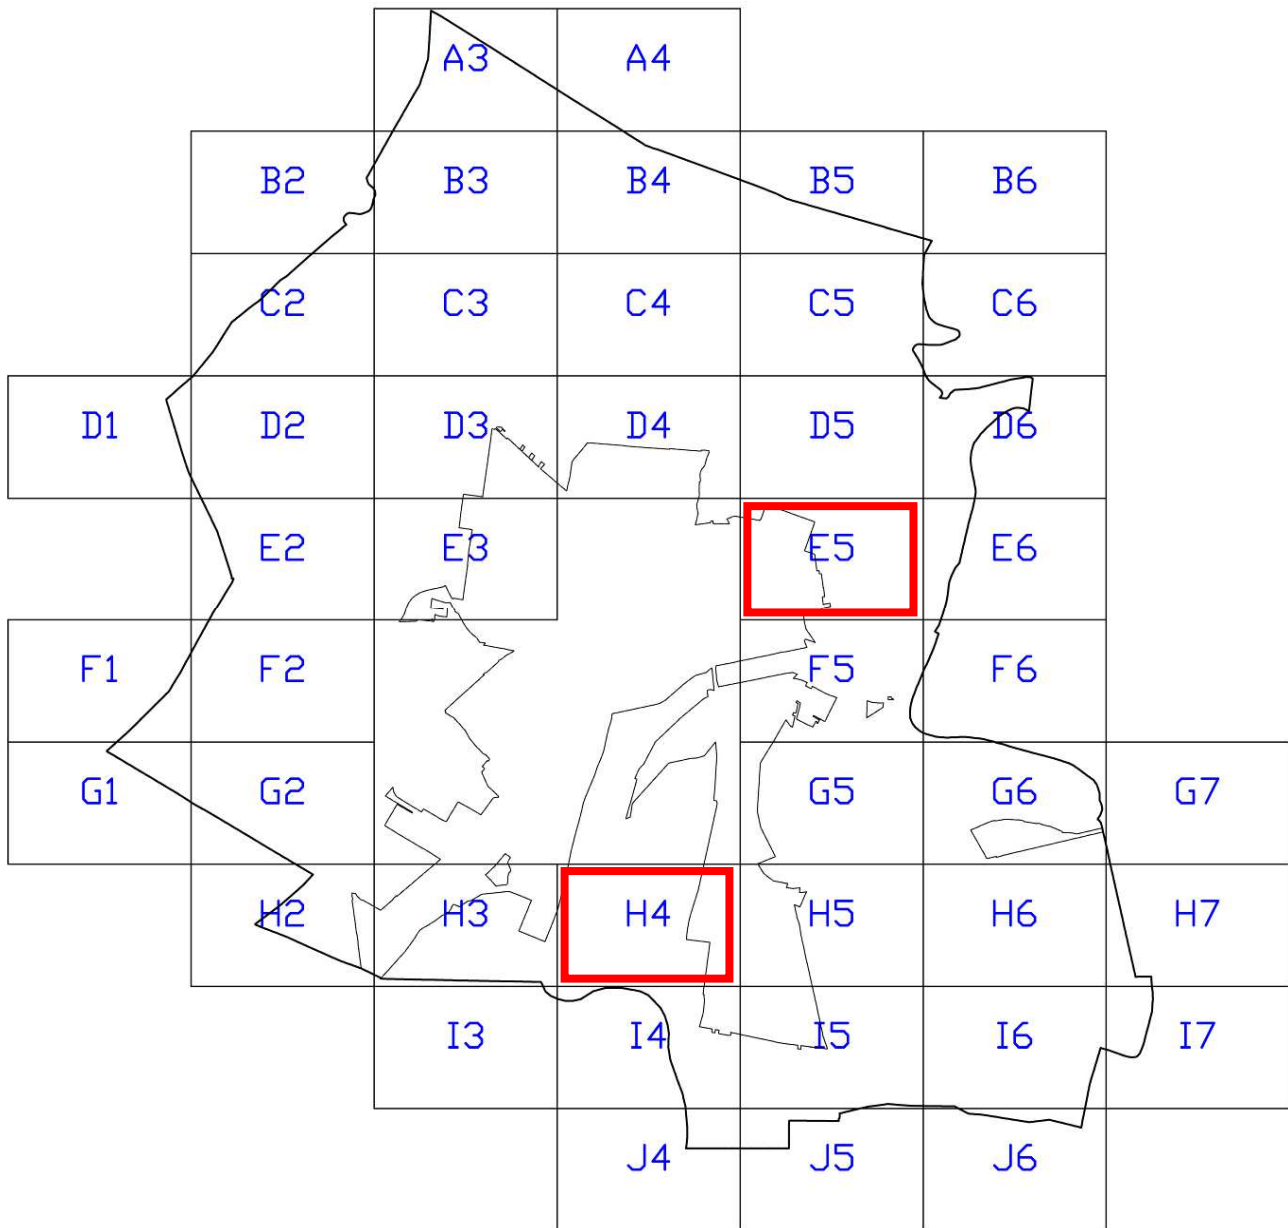 A3 A4
B2 B3 B4 B5 B6
C2 C3 C4 C5 C6
D1 D2 D3 D4 D5 D6
E2 E3 E5 E6
F1 F2 F5 F6
G1 G2 G5 G6 G7
H2 H3 H4 H5 H6 H7
I3 I4 I5 I6 I7
J4 J5 J6